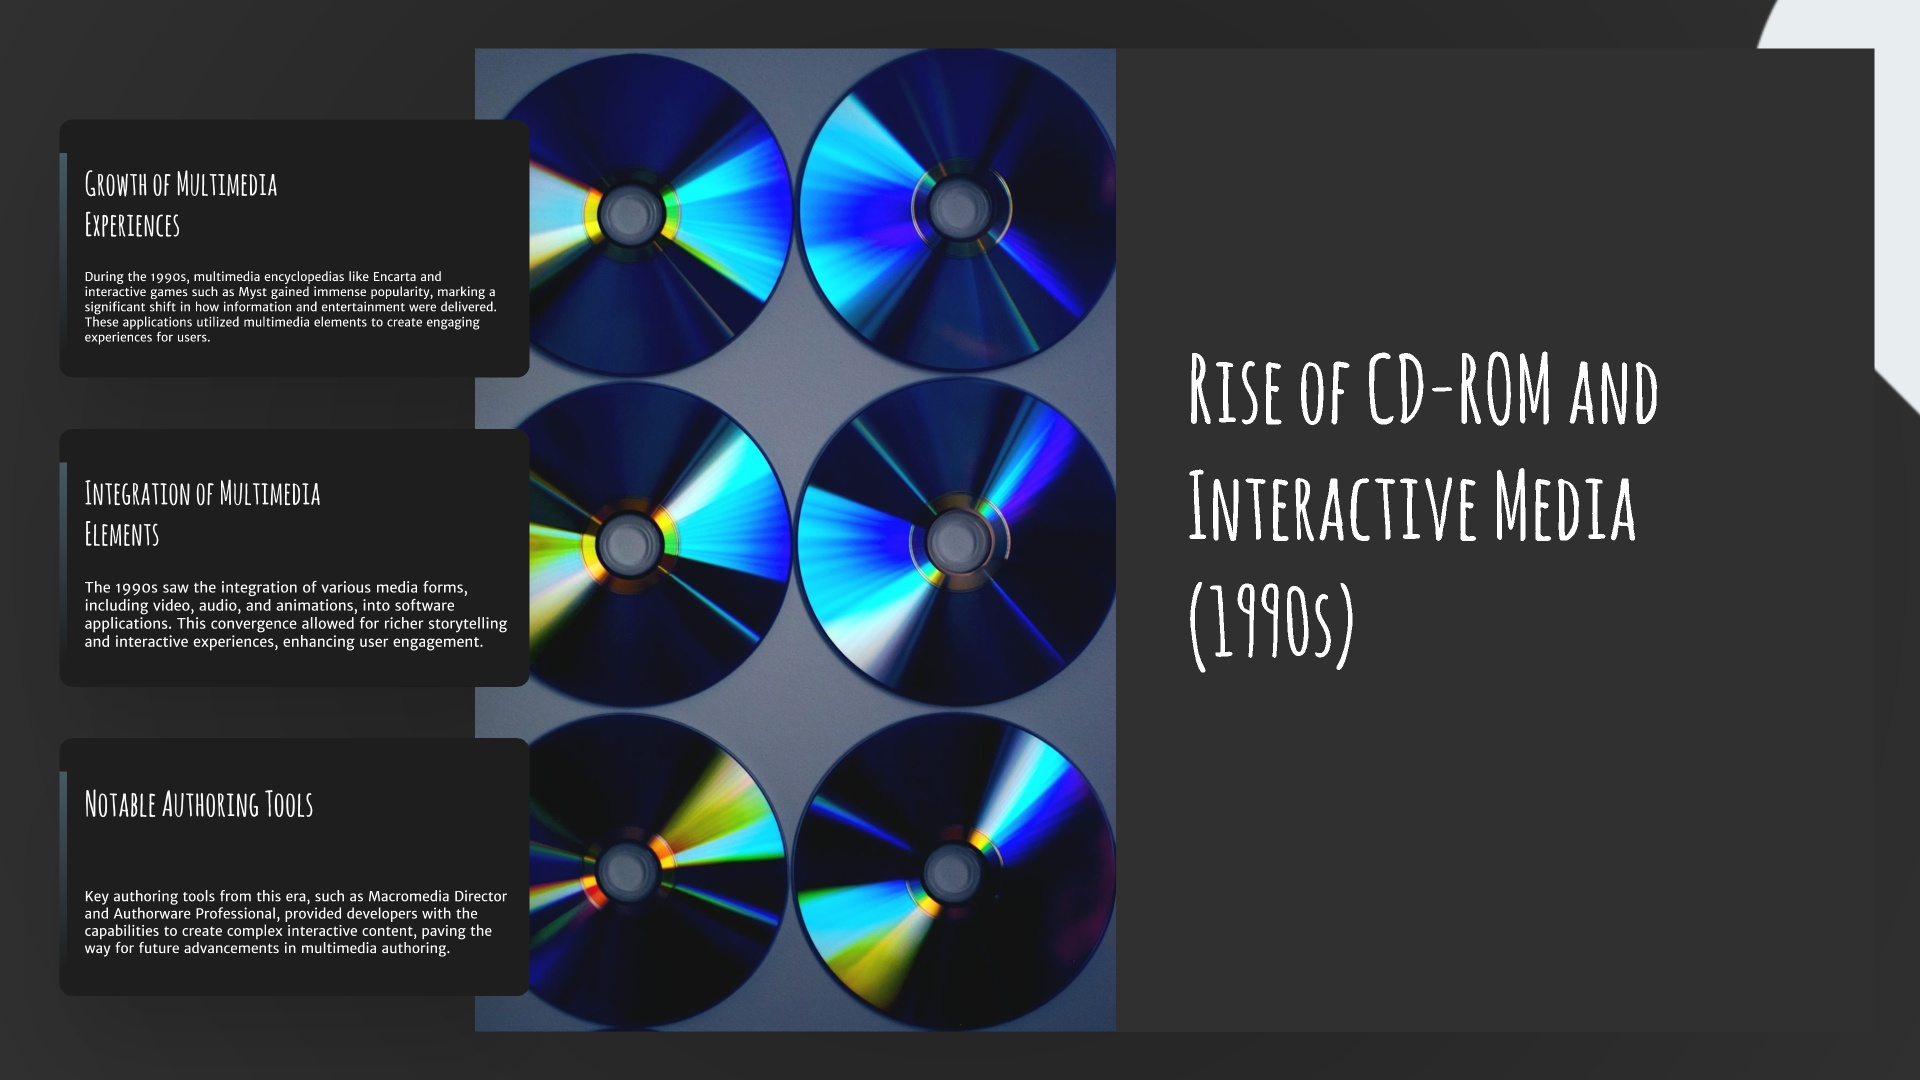 Growth of Multimedia
Experiences
During the 1990s, multimedia encyclopedias like Encarta and
interactive games such as Myst gained immense popularity, marking a
significant shift in how information and entertainment were delivered.
These applications utilized multimedia elements to create engaging
experiences for users.
Integration of Multimedia
Elements
The 1990s saw the integration of various media forms,
including video, audio, and animations, into software
applications. This convergence allowed for richer storytelling
and interactive experiences, enhancing user engagement.
Notable Authoring Tools
Key authoring tools from this era, such as Macromedia Director
and Authorware Professional, provided developers with the
capabilities to create complex interactive content, paving the
way for future advancements in multimedia authoring.
Rise of CD-ROM and
Interactive Media
(1990s)